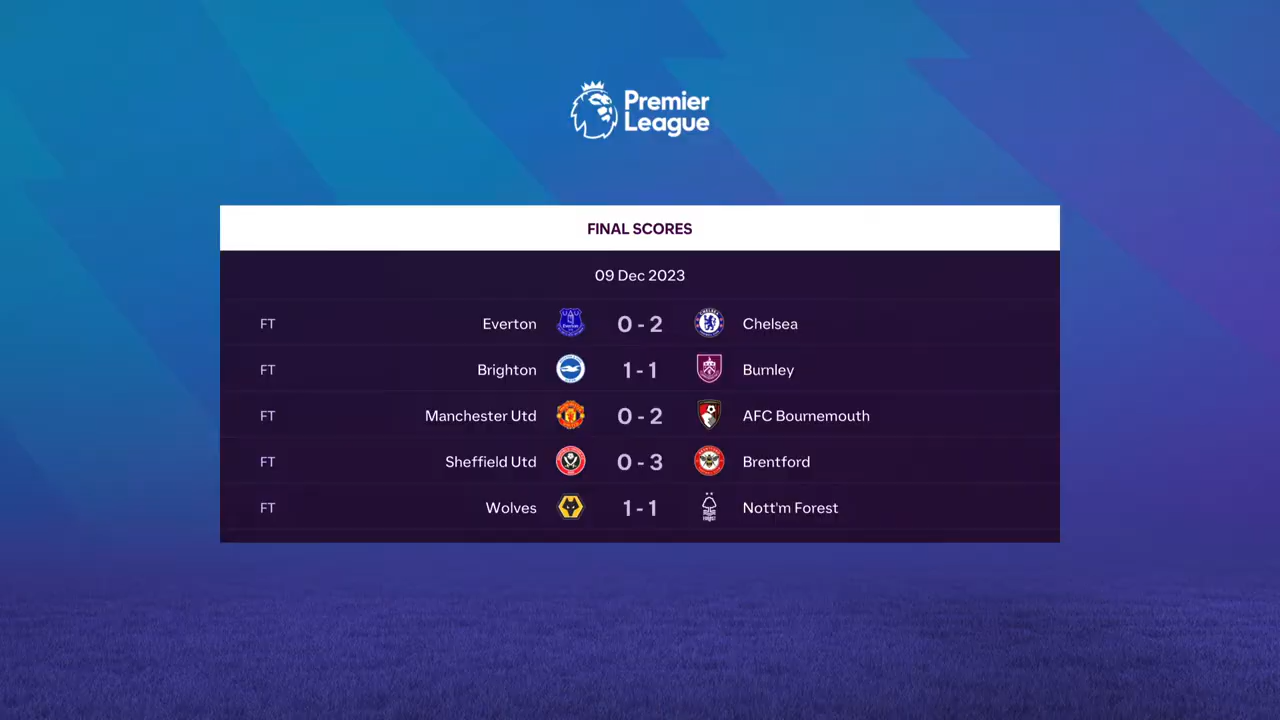 Premier
League
FINAL SCORES
09 Dec 2023
FT Everton 0 - 2 Chelsea
FT Brighton 1 - 1 Burnley
FT Manchester Utd 0 - 2 AFC Bournemouth
FT Sheffield Utd 0 - 3 Brentford
FT Wolves 1 - 1 Nott'm Forest